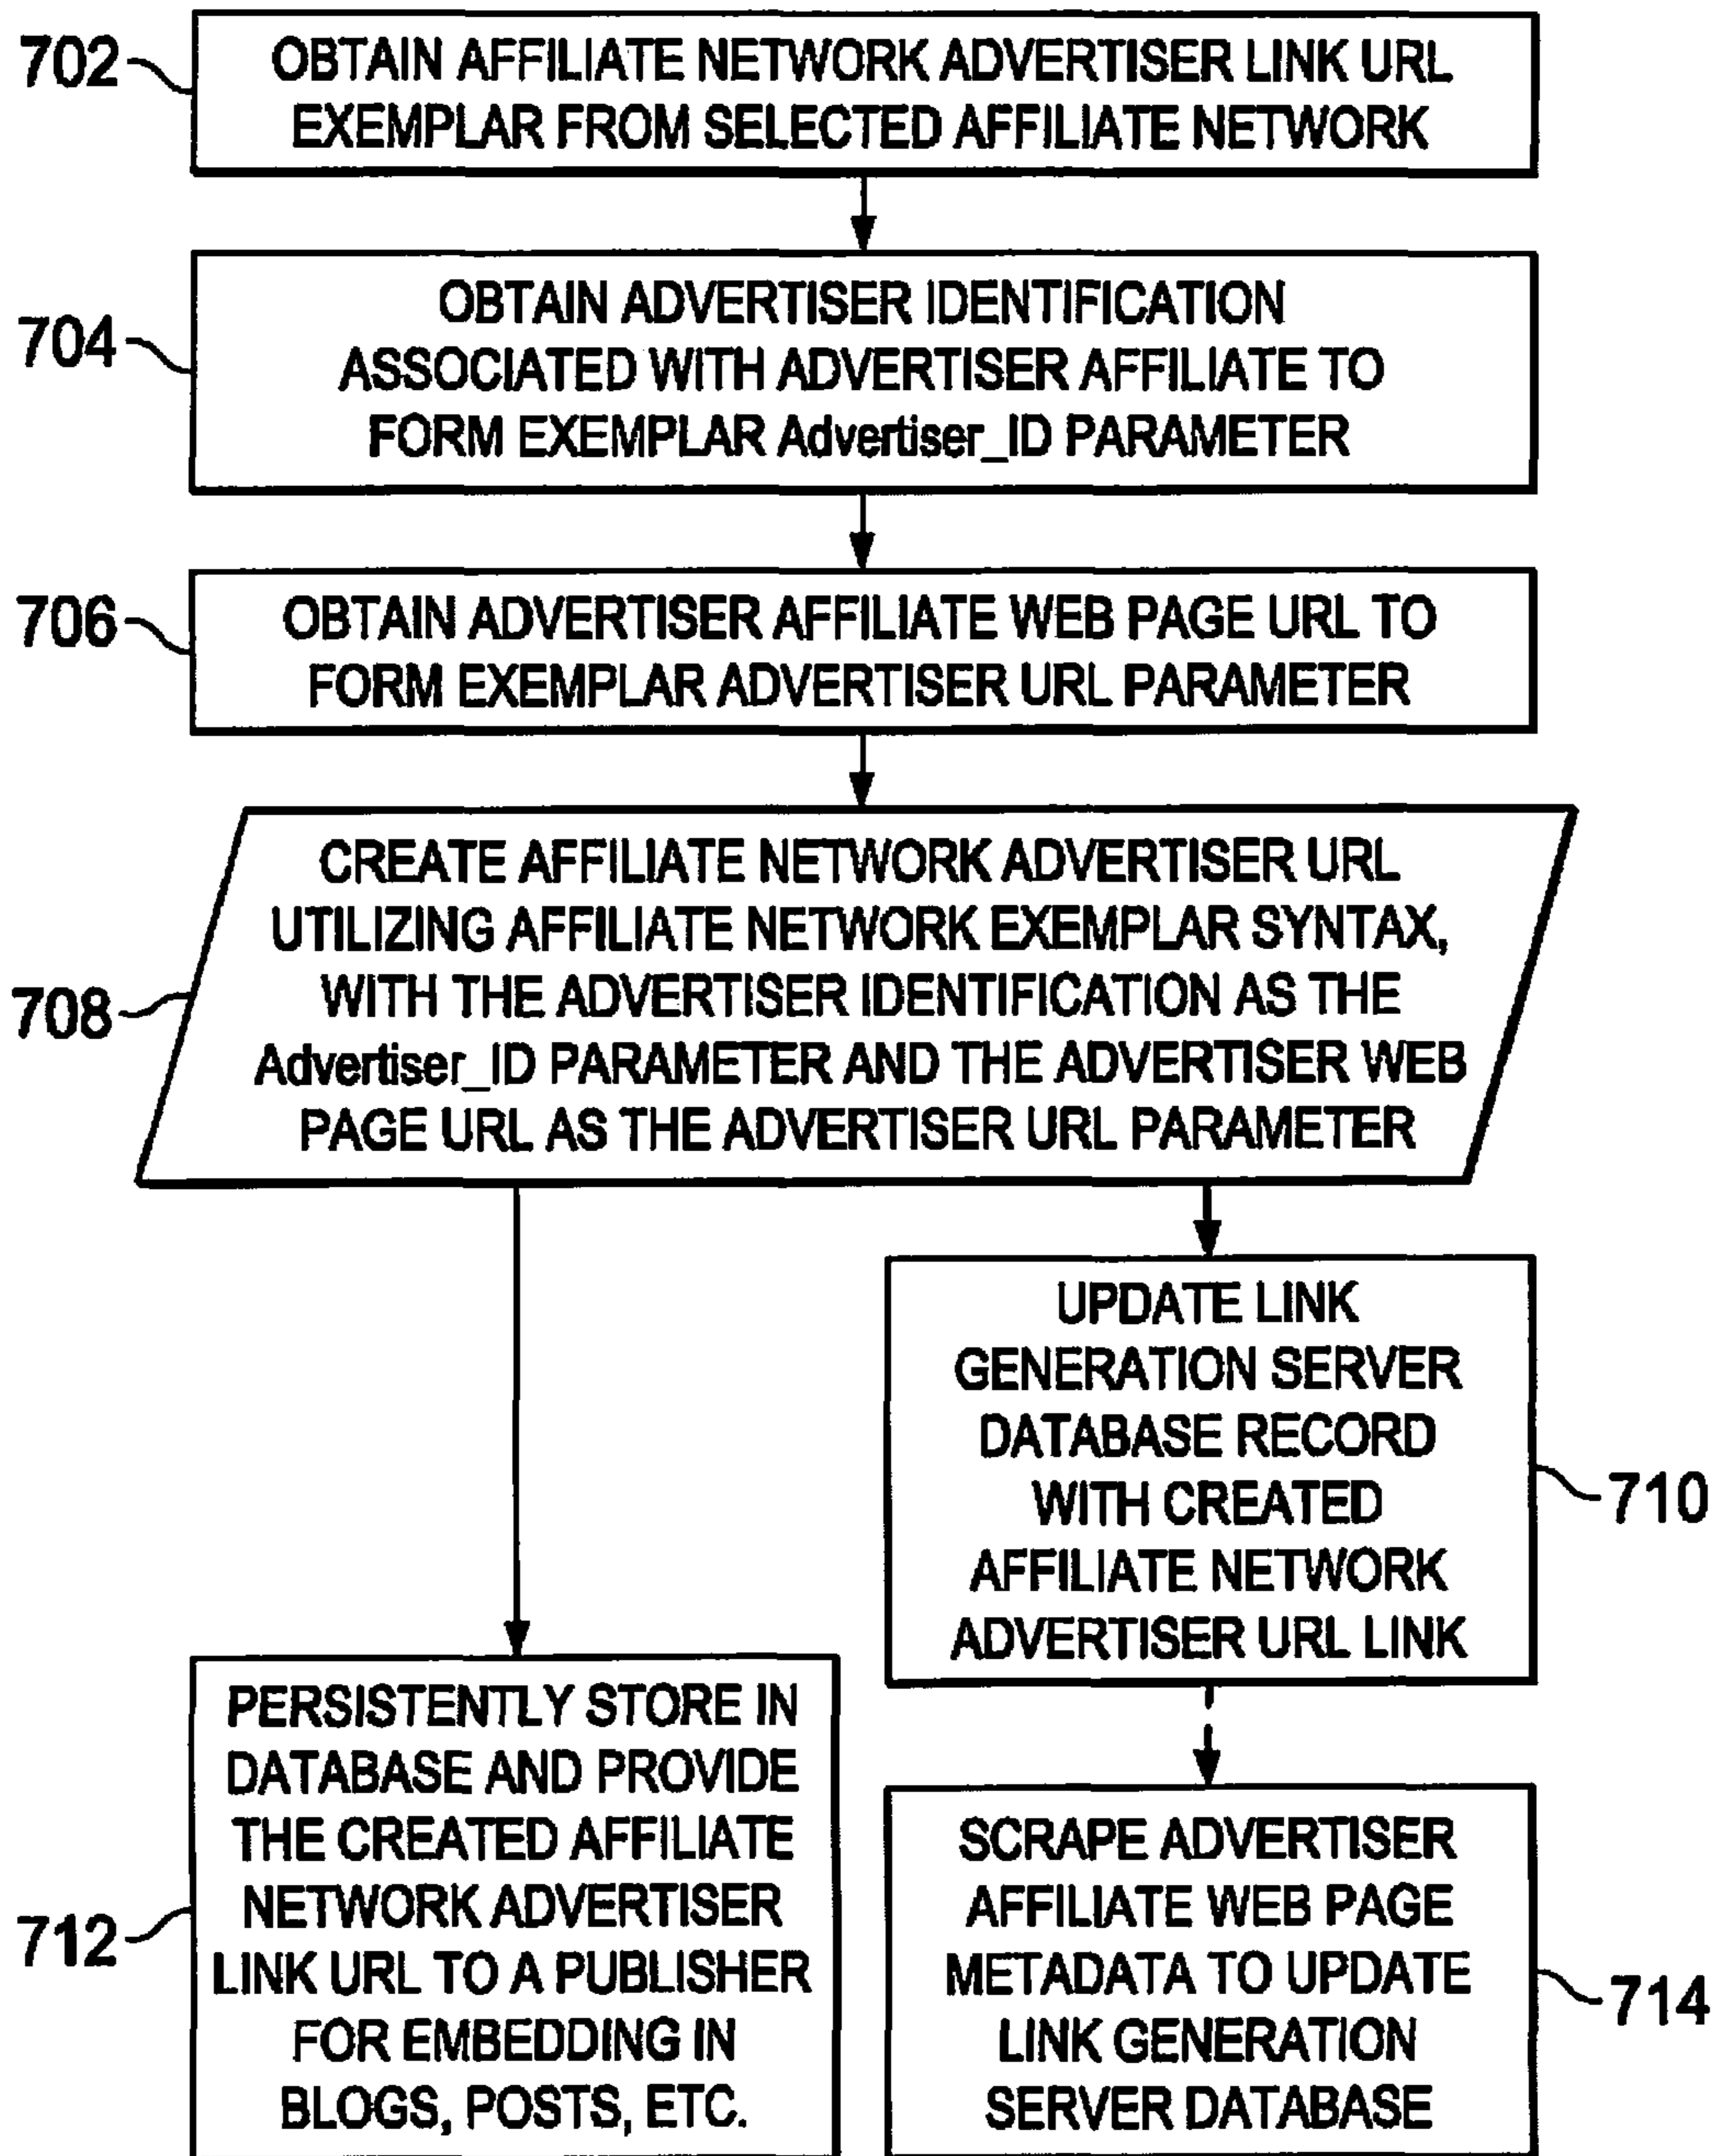 702
OBTAIN AFFILIATE NETWORK ADVERTISER LINK URL
EXEMPLAR FROM SELECTED AFFILIATE NETWORK
704
OBTAIN ADVERTISER IDENTIFICATION
ASSOCIATED WITH ADVERTISER AFFILIATE TO
FORM EXEMPLAR Advertiser_ID PARAMETER
706
OBTAIN ADVERTISER AFFILIATE WEB PAGE URL TO
FORM EXEMPLAR ADVERTISER URL PARAMETER
708
CREATE AFFILIATE NETWORK ADVERTISER URL
UTILIZING AFFILIATE NETWORK EXEMPLAR SYNTAX,
WITH THE ADVERTISER IDENTIFICATION AS THE
Advertiser_ID PARAMETER AND THE ADVERTISER WEB
PAGE URL AS THE ADVERTISER URL PARAMETER
UPDATE LINK
GENERATION SERVER
DATABASE RECORD
WITH CREATED
AFFILIATE NETWORK
ADVERTISER URL LINK
710
712
PERSISTENTLY STORE IN
DATABASE AND PROVIDE
THE CREATED AFFILIATE
NETWORK ADVERTISER
LINK URL TO A PUBLISHER
FOR EMBEDDING IN
BLOGS, POSTS, ETC.
SCRAPE ADVERTISER
AFFILIATE WEB PAGE
METADATA TO UPDATE
LINK GENERATION
SERVER DATABASE
714